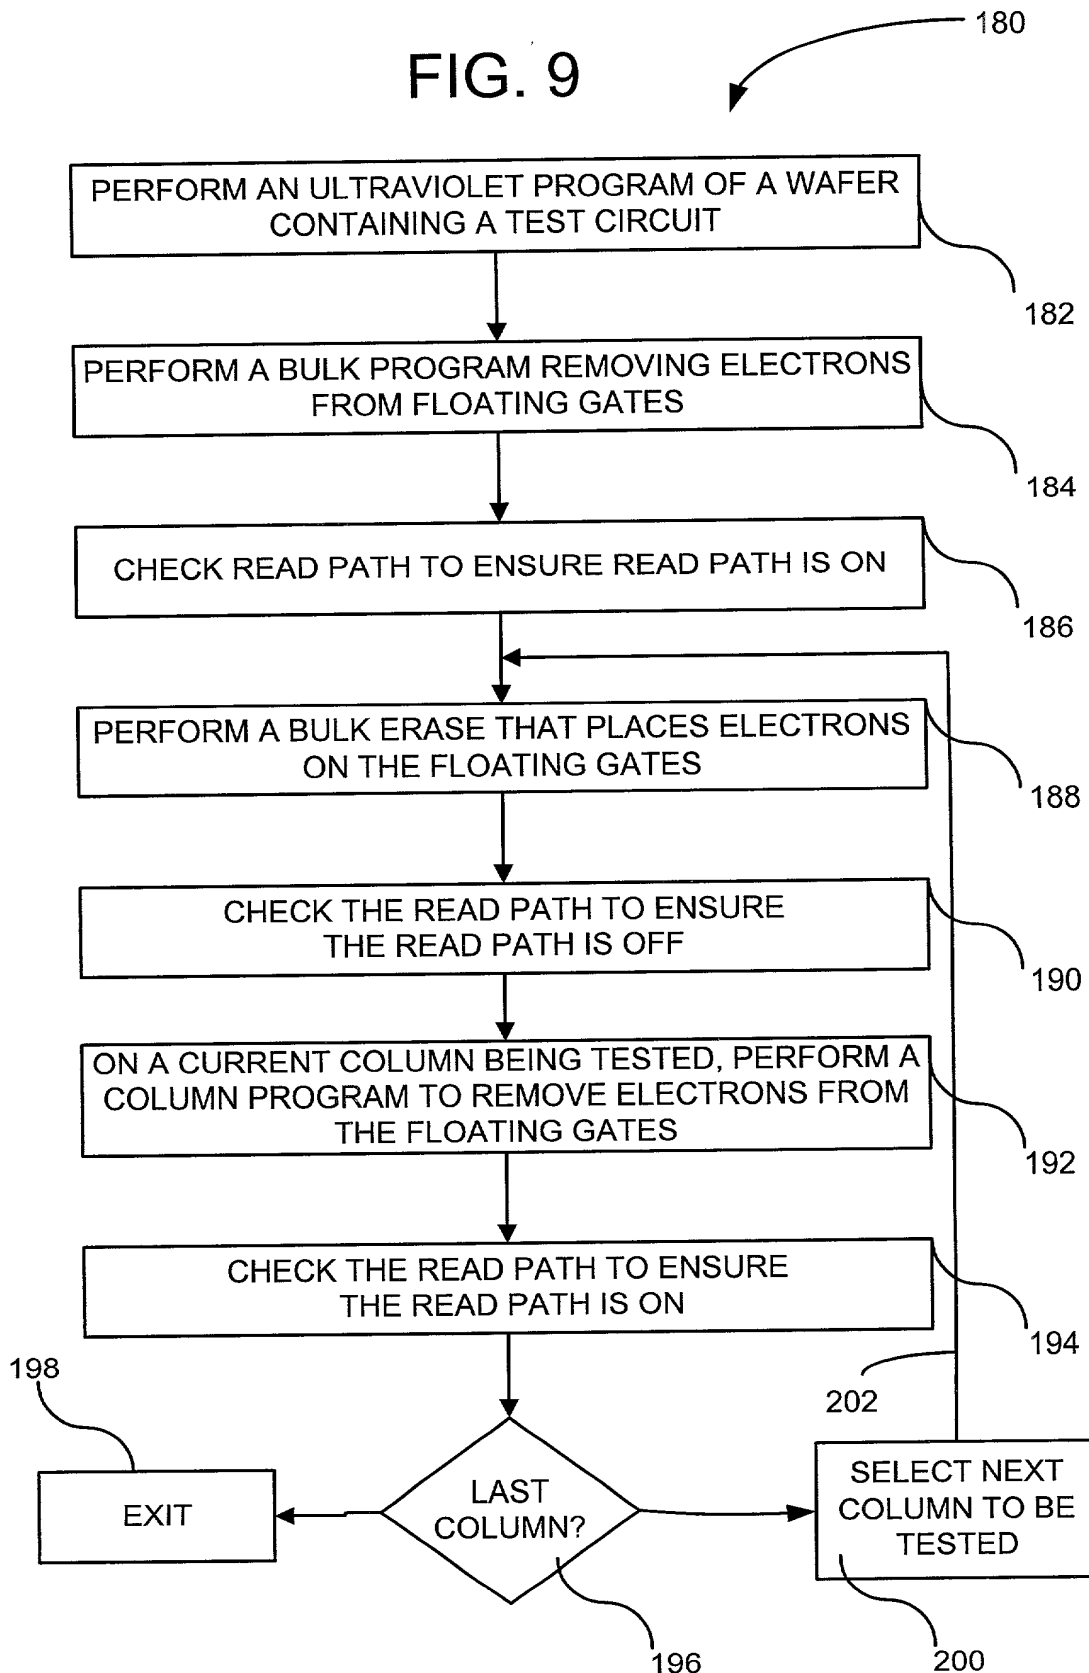 180
FIG. 9
PERFORM AN ULTRAVIOLET PROGRAM OF A WAFER
CONTAINING A TEST CIRCUIT
182
PERFORM A BULK PROGRAM REMOVING ELECTRONS
FROM FLOATING GATES
184
CHECK READ PATH TO ENSURE READ PATH IS ON
186
PERFORM A BULK ERASE THAT PLACES ELECTRONS
ON THE FLOATING GATES
188
CHECK THE READ PATH TO ENSURE
THE READ PATH IS OFF
190
ON A CURRENT COLUMN BEING TESTED, PERFORM A
COLUMN PROGRAM TO REMOVE ELECTRONS FROM
THE FLOATING GATES
192
CHECK THE READ PATH TO ENSURE
THE READ PATH IS ON
194
198
202
EXIT
LAST
COLUMN?
SELECT NEXT
COLUMN TO BE
TESTED
196
200